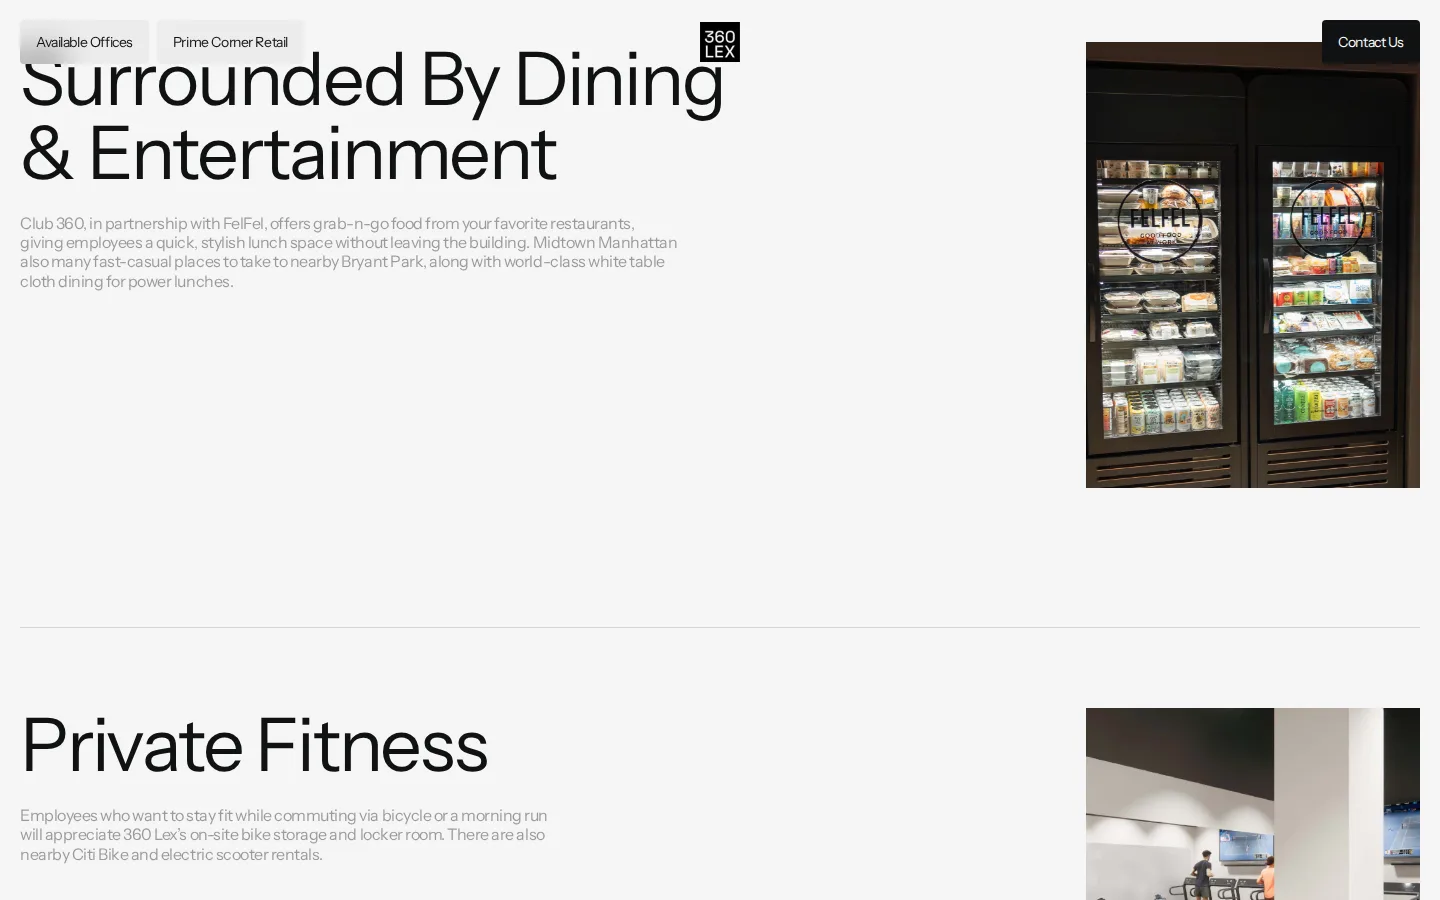 Available Offices
Prime Corner Retail
360
LEX
Contact Us
Surrounded By Dining
& Entertainment
Club 360, in partnership with FelFel, offers grab-n-go food from your favorite restaurants,
giving employees a quick, stylish lunch space without leaving the building. Midtown Manhattan
also many fast-casual places to take to nearby Bryant Park, along with world-class white table
cloth dining for power lunches.
FELFEL
FELFEL
Private Fitness
Employees who want to stay fit while commuting via bicycle or a morning run
will appreciate 360 Lex's on-site bike storage and locker room. There are also
nearby Citi Bike and electric scooter rentals.